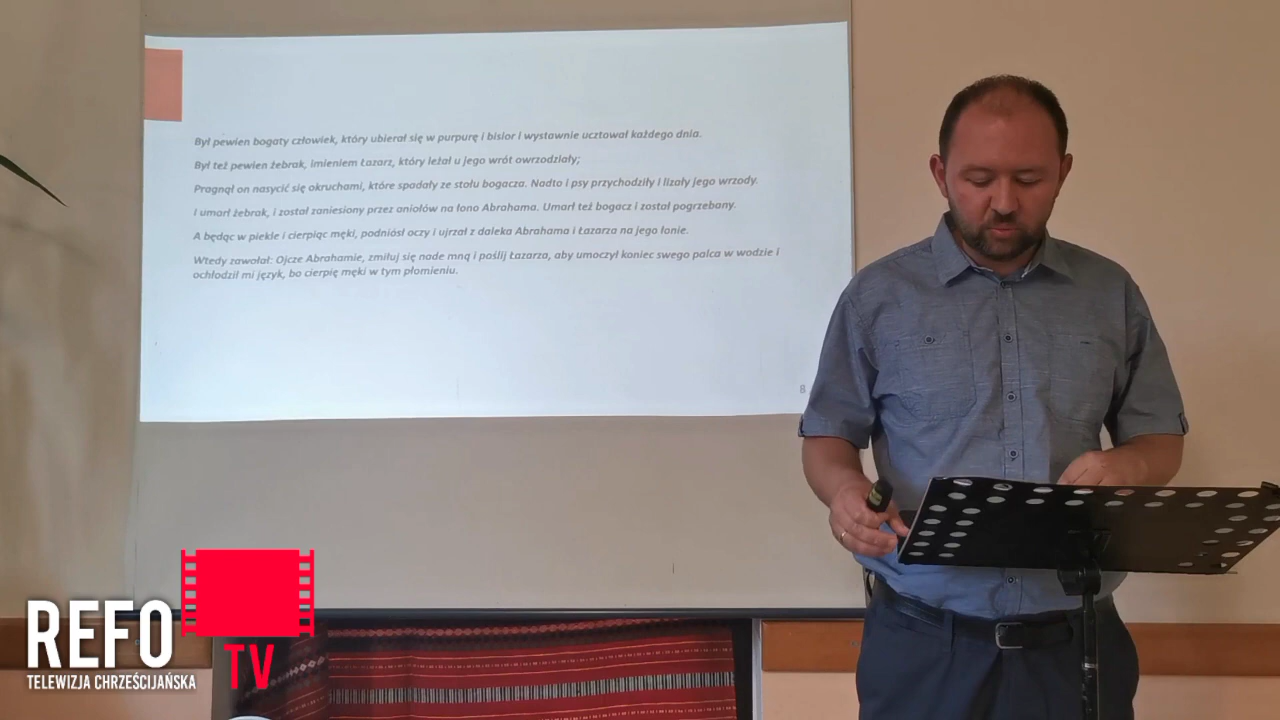 Był pewien bogaty człowiek, który ubierał się w purpurę i bisior i wystawnie ucztował każdego dnia.
Był też pewien żebrak, imieniem Łazarz, który leżał u jego wrót owrzodziały;
Pragnął on nasycić się okruchami, które spadały ze stołu bogacza. Nadto i psy przychodziły i lizały jego wrzody.
I umarł żebrak, i został zaniesiony przez aniołów na łono Abrahama. Umarł też bogacz i został pogrzebany.
A będąc w piekle i cierpiąc męki, podniósł oczy i ujrzał z daleka Abrahama i Łazarza na jego łonie.
Wtedy zawołał: Ojcze Abrahamie, zmiłuj się nade mną i poślij Łazarza, aby umoczył koniec swego palca w wodzie i
ochłodził mi język, bo cierpię męki w tym płomieniu.
8
REFO
TV
TELEWIZJA CHRZEŚCIJAŃSKA